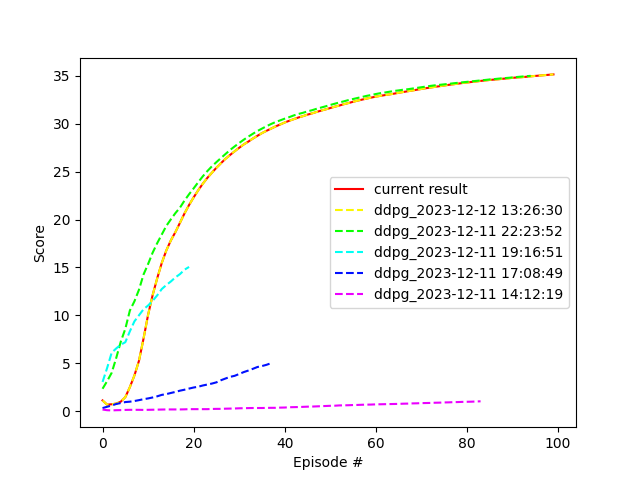 35
30
25
20
15
10
5
0
Score
current result
ddpg_2023-12-12 13:26:30
ddpg_2023-12-11 22:23:52
ddpg_2023-12-11 19:16:51
ddpg_2023-12-11 17:08:49
ddpg_2023-12-11 14:12:19
0 20 40 60 80 100
Episode #